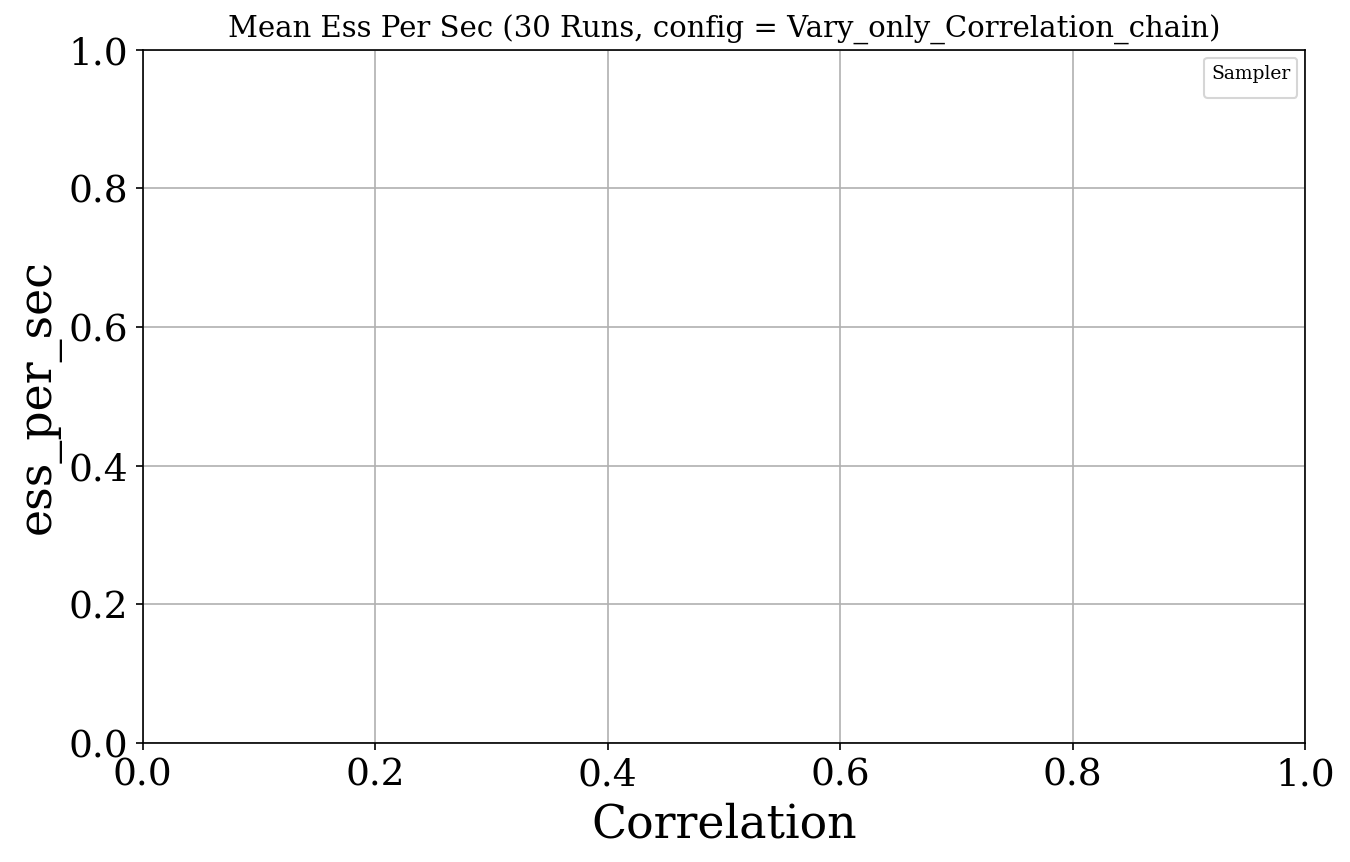 Mean Ess Per Sec (30 Runs, config = Vary_only_Correlation_chain)
Sampler
ess_per_sec
1.0
0.8
0.6
0.4
0.2
0.0
0.0 0.2 0.4 0.6 0.8 1.0
Correlation